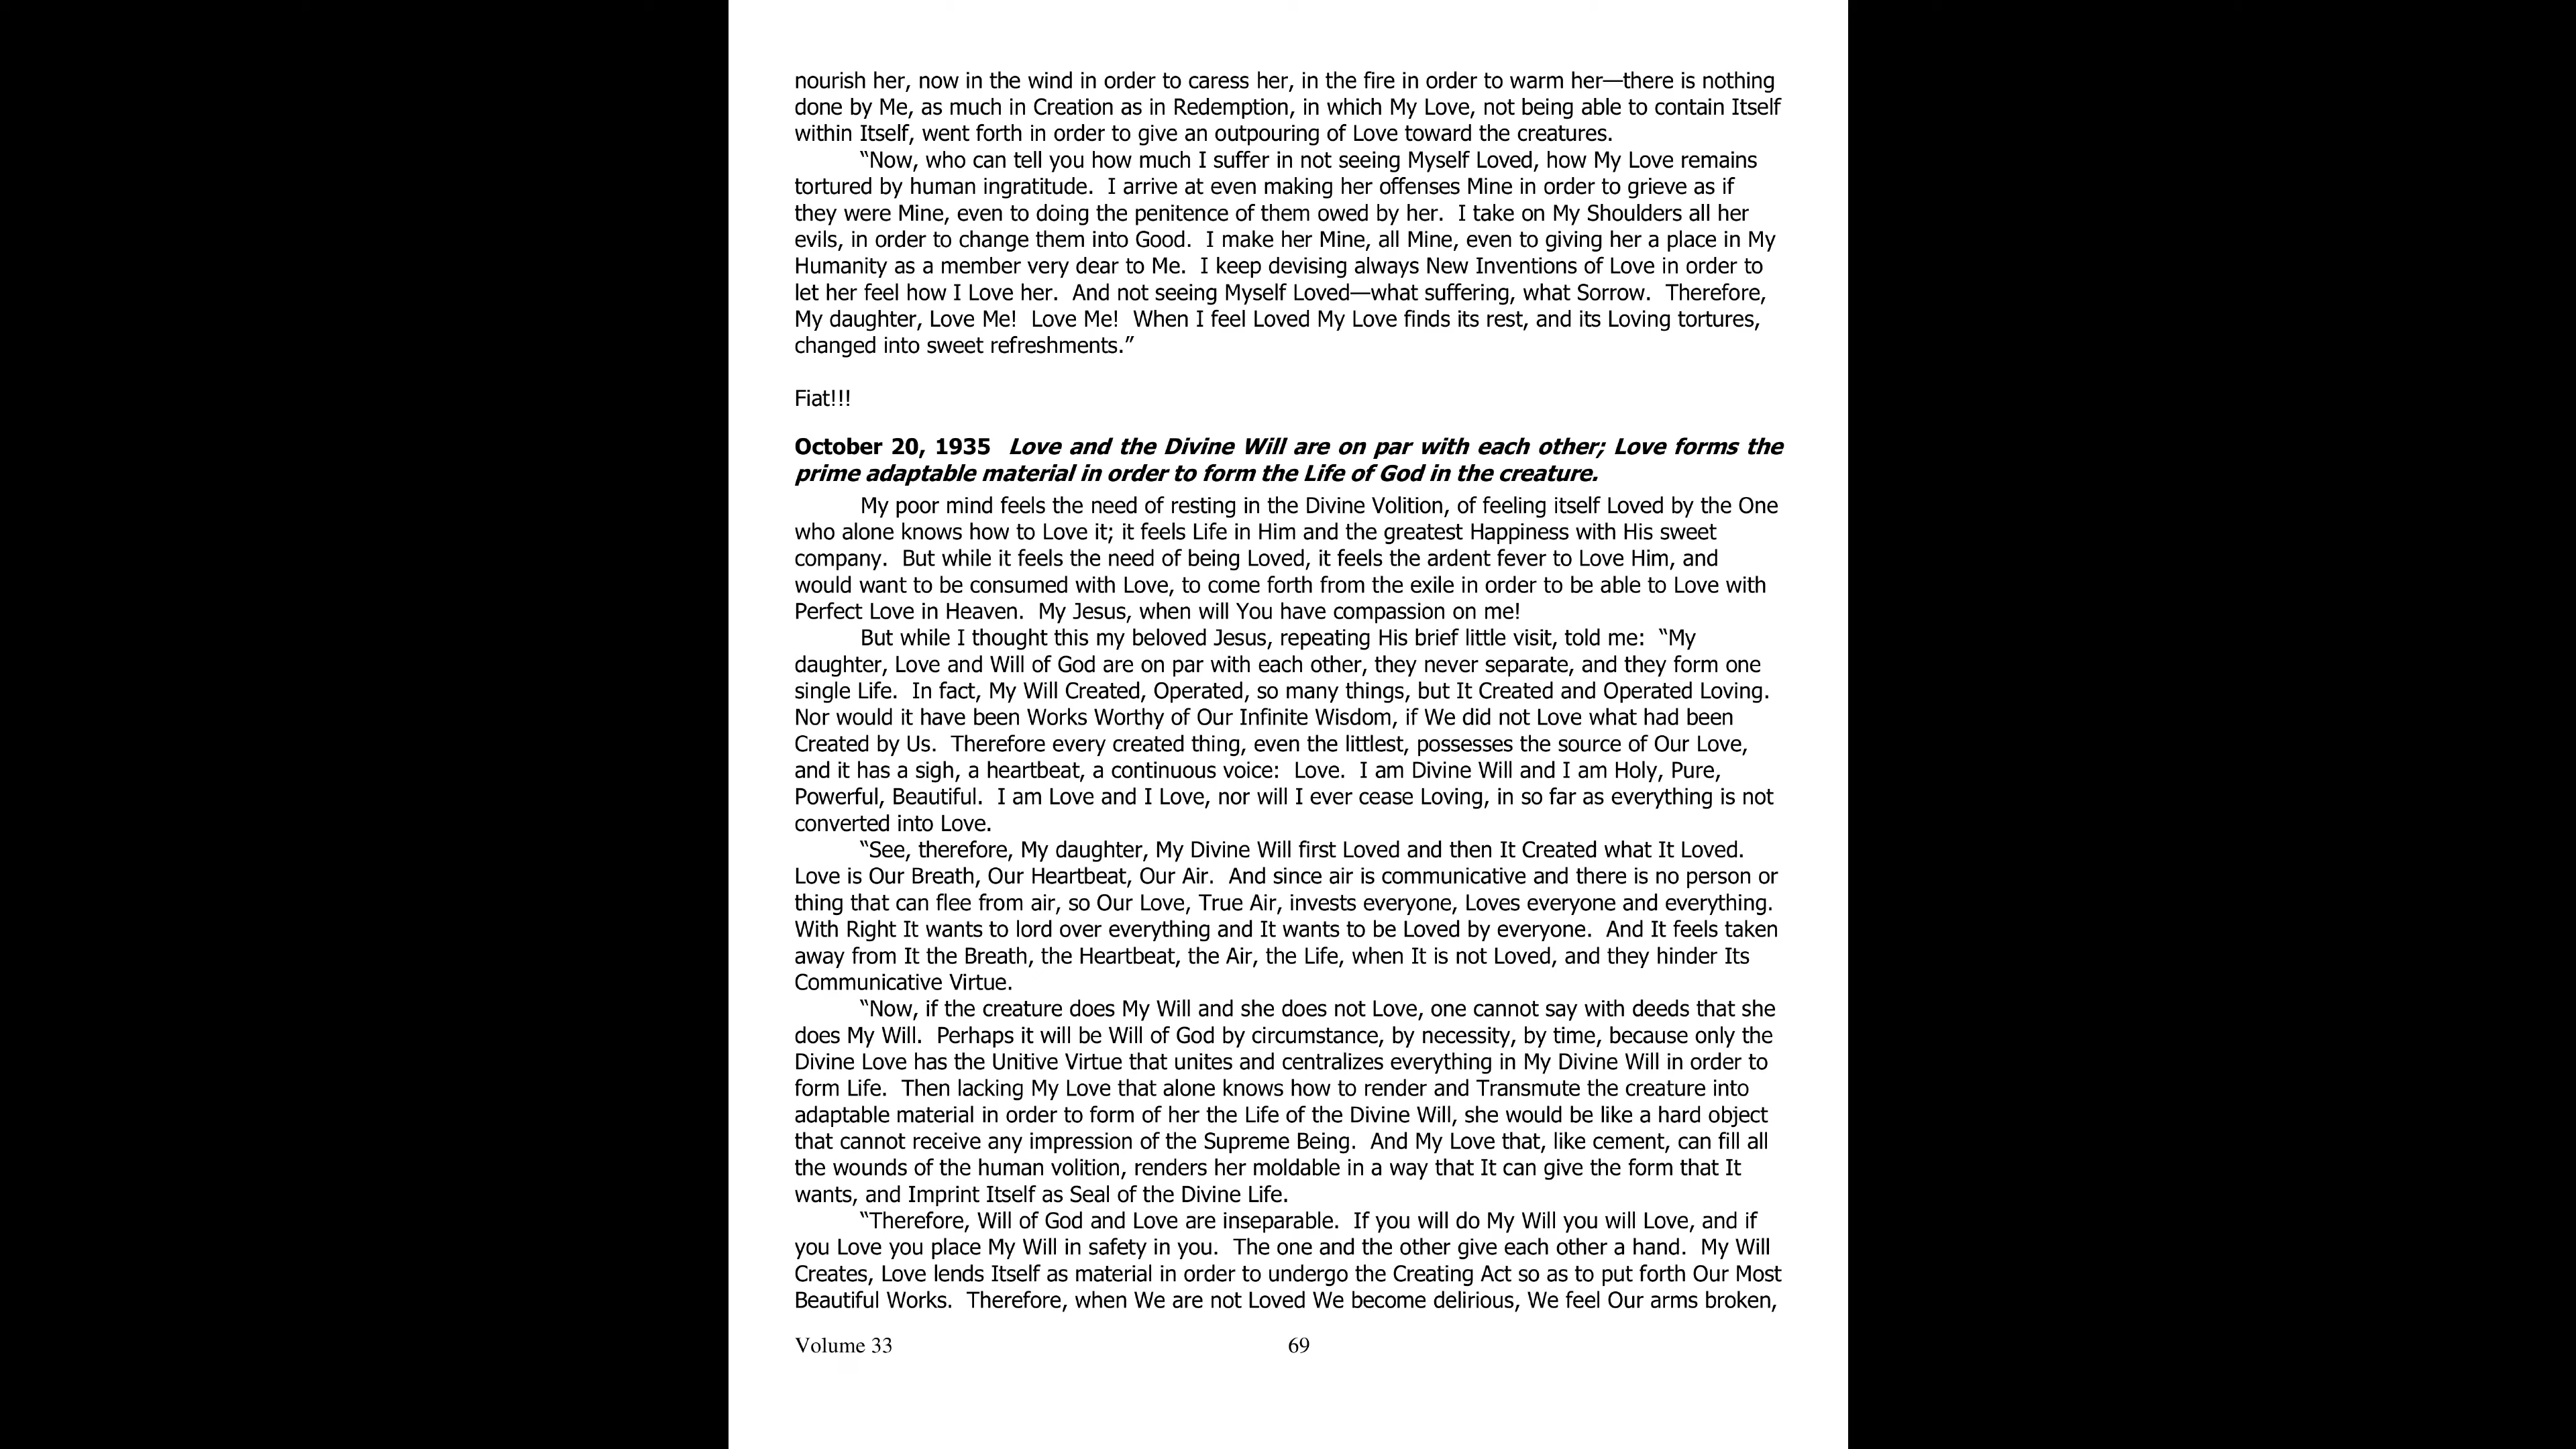 nourish her, now in the wind in order to caress her, in the fire in order to warm her—there is nothing
done by Me, as much in Creation as in Redemption, in which My Love, not being able to contain Itself
within Itself, went forth in order to give an outpouring of Love toward the creatures.
“Now, who can tell you how much I suffer in not seeing Myself Loved, how My Love remains
tortured by human ingratitude.  I arrive at even making her offenses Mine in order to grieve as if
they were Mine, even to doing the penitence of them owed by her.  I take on My Shoulders all her
evils, in order to change them into Good.  I make her Mine, all Mine, even to giving her a place in My
Humanity as a member very dear to Me.  I keep devising always New Inventions of Love in order to
let her feel how I Love her.  And not seeing Myself Loved—what suffering, what Sorrow.  Therefore,
My daughter, Love Me!  Love Me!  When I feel Loved My Love finds its rest, and its Loving tortures,
changed into sweet refreshments.”
Fiat!!!
October 20, 1935  Love and the Divine Will are on par with each other; Love forms the
prime adaptable material in order to form the Life of God in the creature.
My poor mind feels the need of resting in the Divine Volition, of feeling itself Loved by the One
who alone knows how to Love it; it feels Life in Him and the greatest Happiness with His sweet
company.  But while it feels the need of being Loved, it feels the ardent fever to Love Him, and
would want to be consumed with Love, to come forth from the exile in order to be able to Love with
Perfect Love in Heaven.  My Jesus, when will You have compassion on me!
But while I thought this my beloved Jesus, repeating His brief little visit, told me:  “My
daughter, Love and Will of God are on par with each other, they never separate, and they form one
single Life.  In fact, My Will Created, Operated, so many things, but It Created and Operated Loving.
Nor would it have been Works Worthy of Our Infinite Wisdom, if We did not Love what had been
Created by Us.  Therefore every created thing, even the littlest, possesses the source of Our Love,
and it has a sigh, a heartbeat, a continuous voice:  Love.  I am Divine Will and I am Holy, Pure,
Powerful, Beautiful.  I am Love and I Love, nor will I ever cease Loving, in so far as everything is not
converted into Love.
“See, therefore, My daughter, My Divine Will first Loved and then It Created what It Loved.
Love is Our Breath, Our Heartbeat, Our Air.  And since air is communicative and there is no person or
thing that can flee from air, so Our Love, True Air, invests everyone, Loves everyone and everything.
With Right It wants to lord over everything and It wants to be Loved by everyone.  And It feels taken
away from It the Breath, the Heartbeat, the Air, the Life, when It is not Loved, and they hinder Its
Communicative Virtue.
“Now, if the creature does My Will and she does not Love, one cannot say with deeds that she
does My Will.  Perhaps it will be Will of God by circumstance, by necessity, by time, because only the
Divine Love has the Unitive Virtue that unites and centralizes everything in My Divine Will in order to
form Life.  Then lacking My Love that alone knows how to render and Transmute the creature into
adaptable material in order to form of her the Life of the Divine Will, she would be like a hard object
that cannot receive any impression of the Supreme Being.  And My Love that, like cement, can fill all
the wounds of the human volition, renders her moldable in a way that It can give the form that It
wants, and Imprint Itself as Seal of the Divine Life.
“Therefore, Will of God and Love are inseparable.  If you will do My Will you will Love, and if
you Love you place My Will in safety in you.  The one and the other give each other a hand.  My Will
Creates, Love lends Itself as material in order to undergo the Creating Act so as to put forth Our Most
Beautiful Works.  Therefore, when We are not Loved We become delirious, We feel Our arms broken,
Volume 33 69